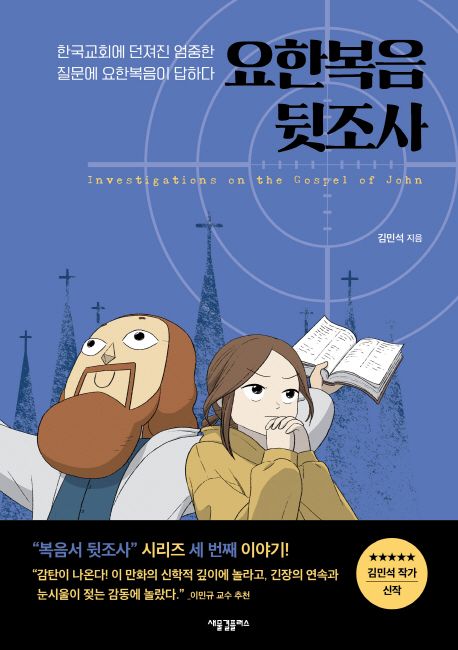 한국교회에 던져진 엄중한
질문에 요한복음이 답하다
요한복음
뒷조사
Investigations on the Gospel of John
김민석 지음
“복음서 뒷조사” 시리즈 세 번째 이야기!
“감탄이 나온다! 이 만화의 신학적 깊이에 놀라고, 긴장의 연속과
눈시울이 젖는 감동에 놀랐다.” _이민규 교수 추천
★★★★★
김민석 작가
신작
새물결플러스